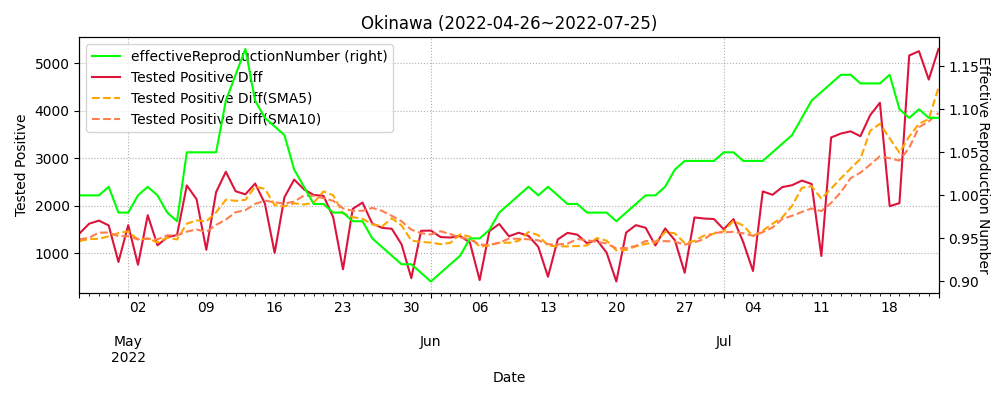 Okinawa (2022-04-26~2022-07-25)
effectiveReproductionNumber (right)
Tested Positive Diff
Tested Positive Diff(SMA5)
Tested Positive Diff(SMA10)
Tested Positive
5000
4000
3000
2000
1000
1.15
1.10
1.05
1.00
0.95
0.90
Effective Reproduction Number
02 09 16 23 30 06 13 20 27 04 11 18
May Jun Jul
2022
Date